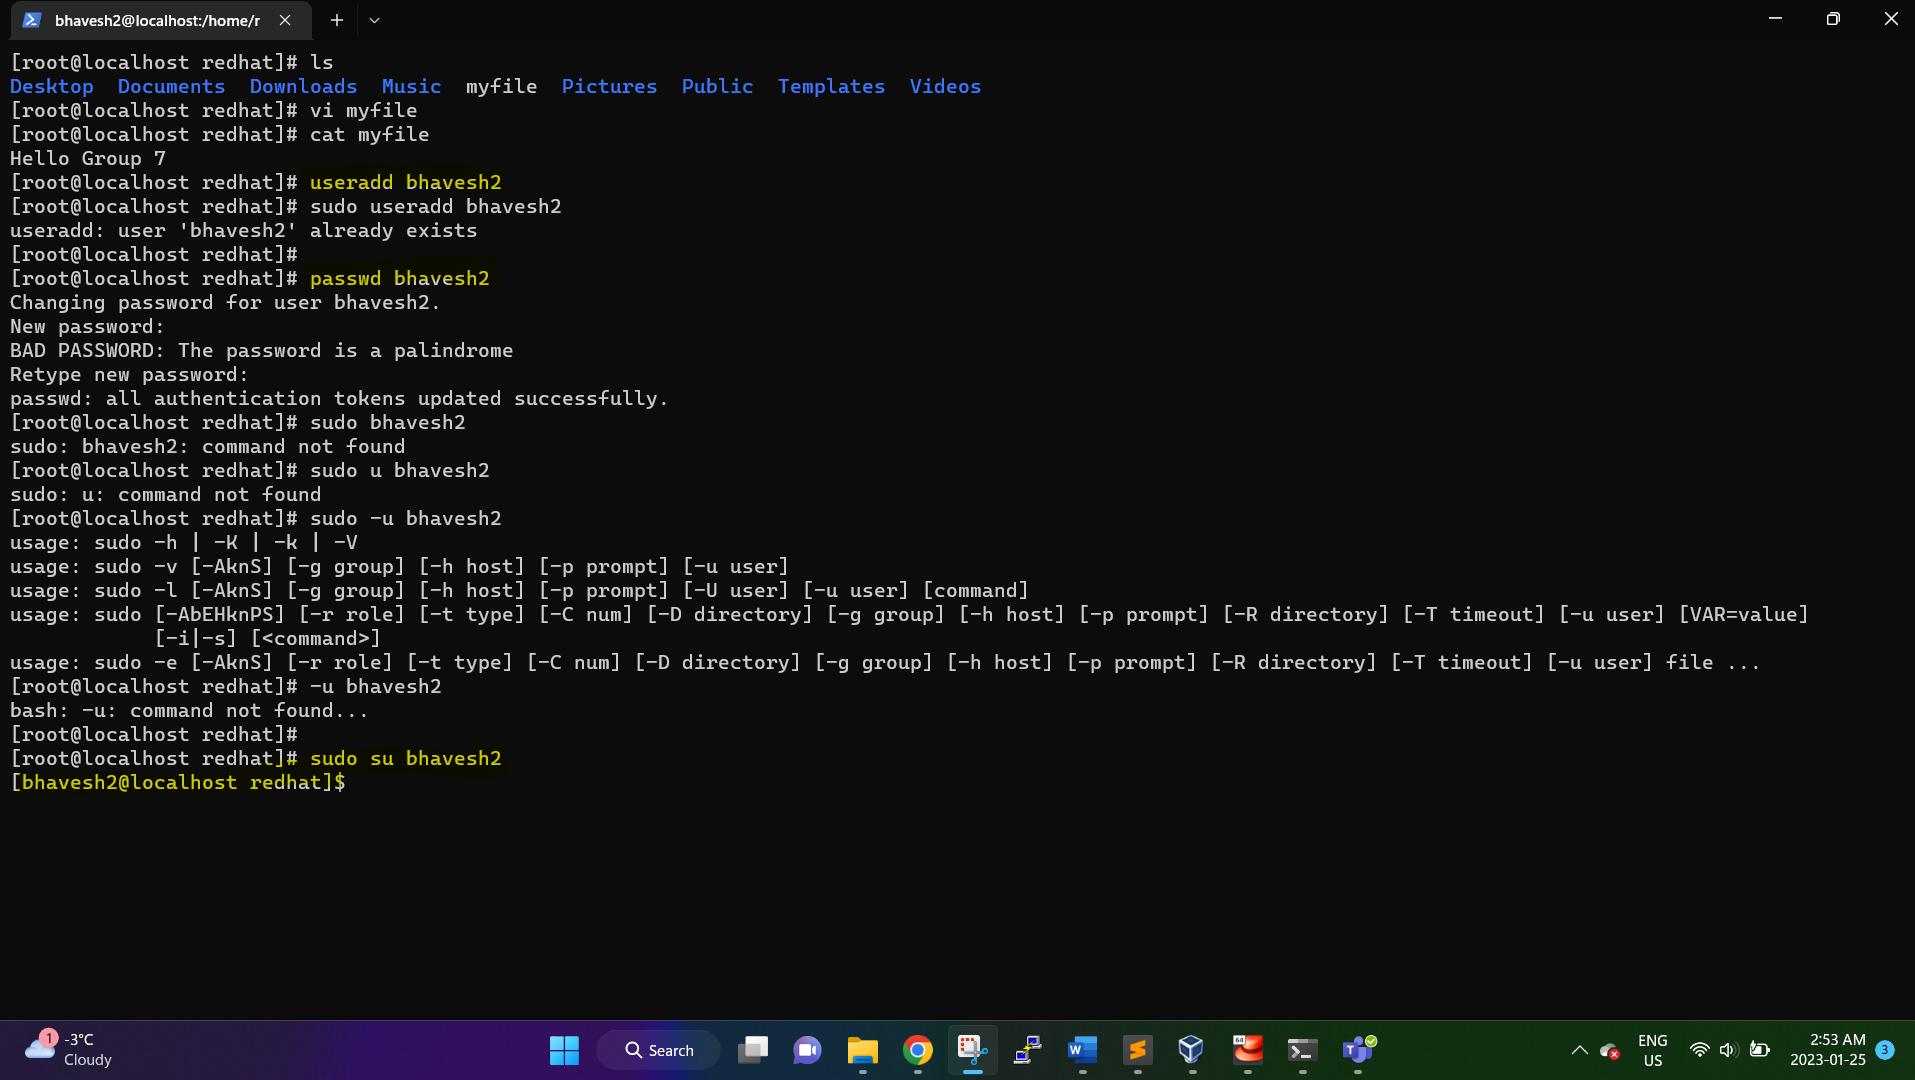 bhavesh2@localhost:/home/r
[root@localhost redhat]# ls
Desktop  Documents  Downloads  Music  myfile  Pictures  Public  Templates  Videos
[root@localhost redhat]# vi myfile
[root@localhost redhat]# cat myfile
Hello Group 7
[root@localhost redhat]# useradd bhavesh2
[root@localhost redhat]# sudo useradd bhavesh2
useradd: user 'bhavesh2' already exists
[root@localhost redhat]#
[root@localhost redhat]# passwd bhavesh2
Changing password for user bhavesh2.
New password:
BAD PASSWORD: The password is a palindrome
Retype new password:
passwd: all authentication tokens updated successfully.
[root@localhost redhat]# sudo bhavesh2
sudo: bhavesh2: command not found
[root@localhost redhat]# sudo u bhavesh2
sudo: u: command not found
[root@localhost redhat]# sudo -u bhavesh2
usage: sudo -h | -K | -k | -V
usage: sudo -v [-AknS] [-g group] [-h host] [-p prompt] [-u user]
usage: sudo -l [-AknS] [-g group] [-h host] [-p prompt] [-U user] [-u user] [command]
usage: sudo [-AbEHknPS] [-r role] [-t type] [-C num] [-D directory] [-g group] [-h host] [-p prompt] [-R directory] [-T timeout] [-u user] [VAR=value]
            [-i|-s] [<command>]
usage: sudo -e [-AknS] [-r role] [-t type] [-C num] [-D directory] [-g group] [-h host] [-p prompt] [-R directory] [-T timeout] [-u user] file ...
[root@localhost redhat]# -u bhavesh2
bash: -u: command not found...
[root@localhost redhat]#
[root@localhost redhat]# sudo su bhavesh2
[bhavesh2@localhost redhat]$
1
-3°C
Cloudy
Search
W
64
T
ENG
US
2:53 AM
2023-01-25
3